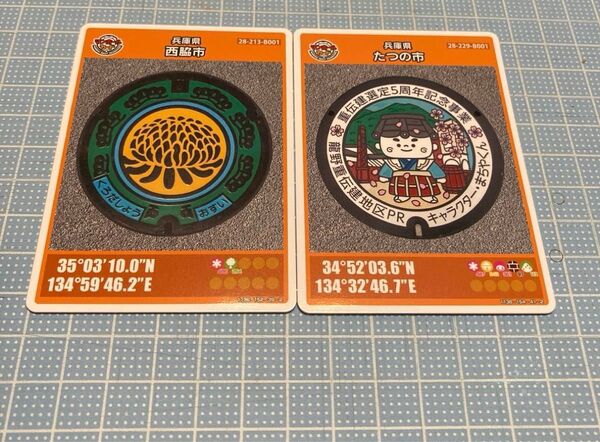 兵庫県
西脇市
28-213-B001
くろだしょう
おすい
35°03'10.0"N
134°59'46.2"E
兵庫県
たつの市
28-229-B001
重伝建選定5周年記念事業
龍野重伝建地区PR
キャラクター まちやくん
34°52'03.6"N
134°32'46.7"E